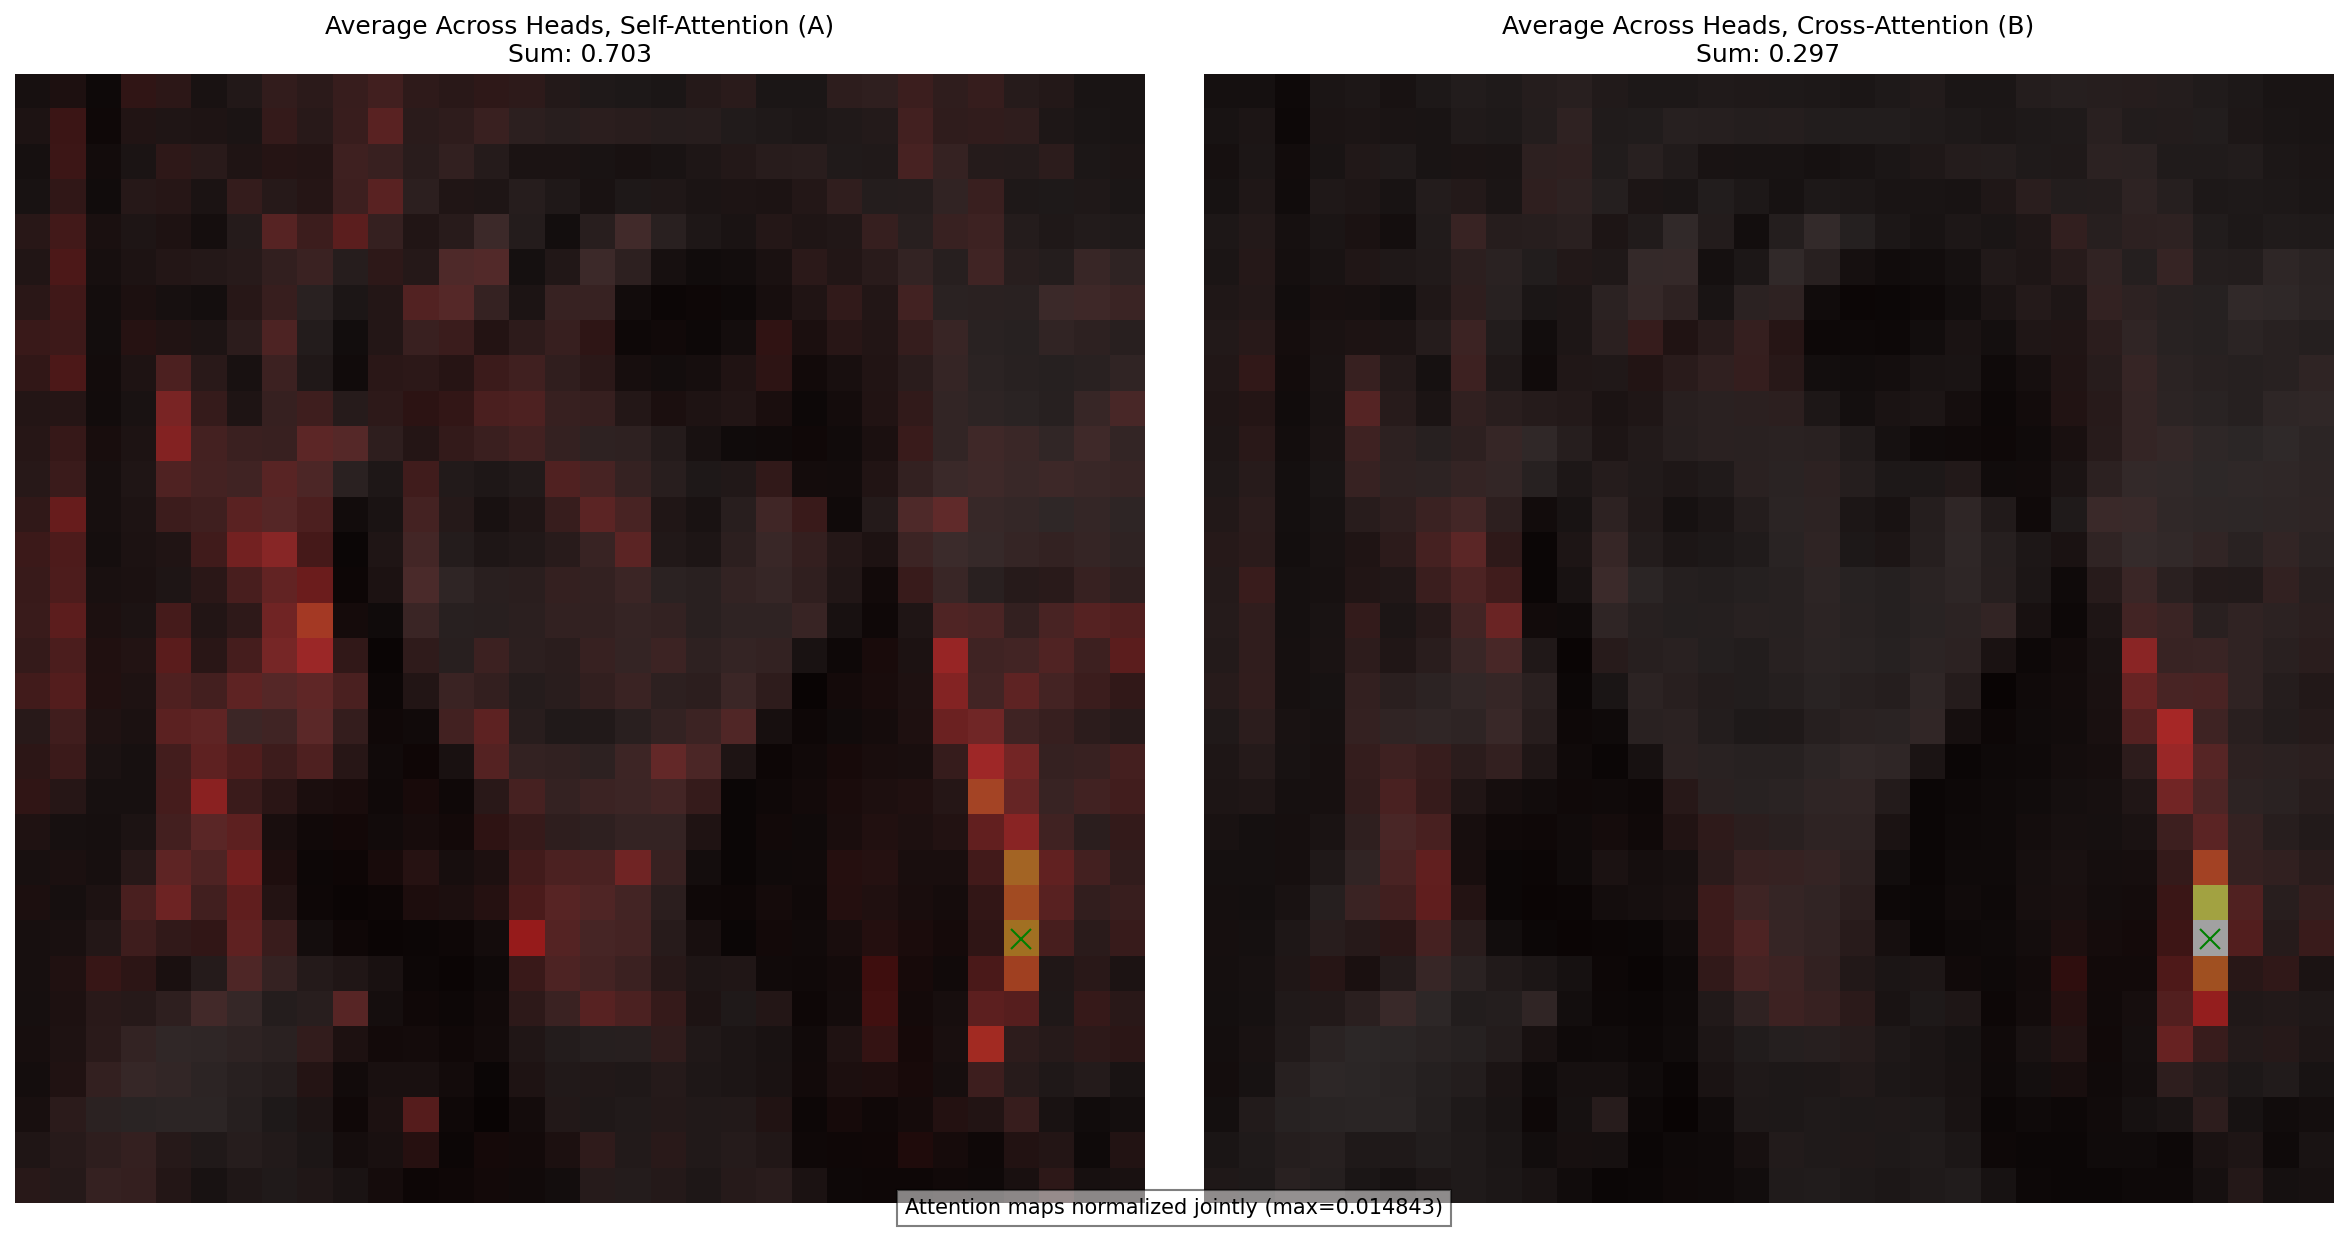 Average Across Heads, Self-Attention (A)
Sum: 0.703
Average Across Heads, Cross-Attention (B)
Sum: 0.297
Attention maps normalized jointly (max=0.014843)